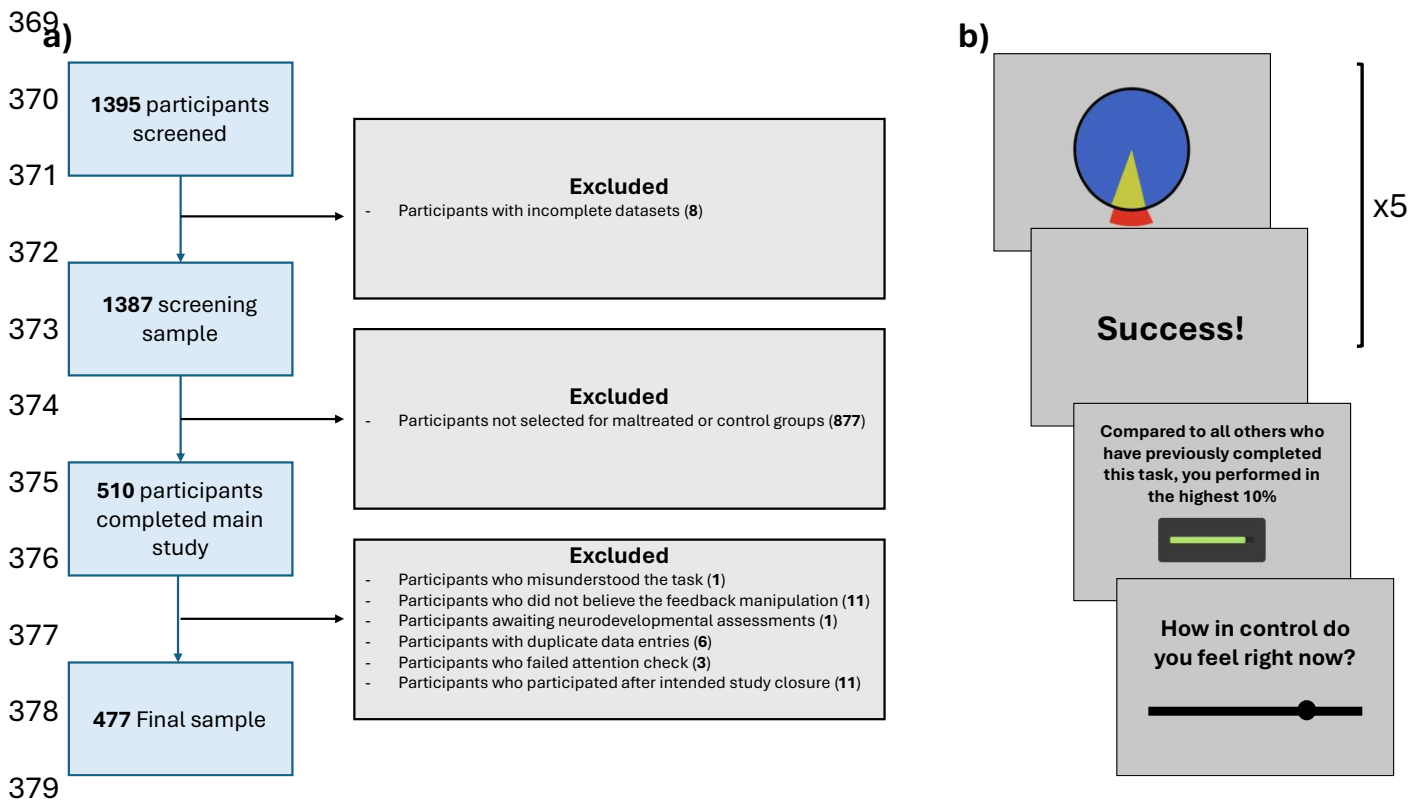 369
a)
370
1395 participants
screened
371
Excluded
- Participants with incomplete datasets (8)
372
1387 screening
sample
373
374
Excluded
- Participants not selected for maltreated or control groups (877)
375
510 participants
completed main
study
376
Excluded
- Participants who misunderstood the task (1)
- Participants who did not believe the feedback manipulation (11)
- Participants awaiting neurodevelopmental assessments (1)
- Participants with duplicate data entries (6)
- Participants who failed attention check (3)
- Participants who participated after intended study closure (11)
377
477 Final sample
378
379
b)
x5
Success!
Compared to all others who
have previously completed
this task, you performed in
the highest 10%
How in control do
you feel right now?